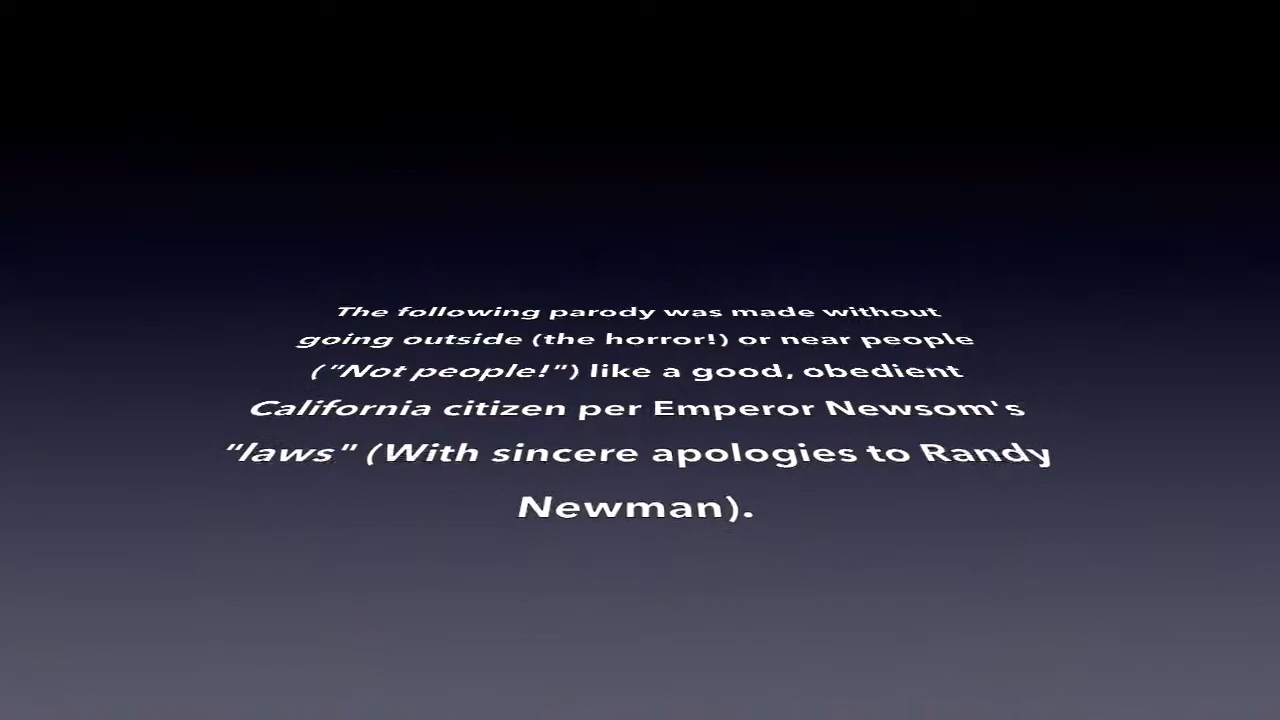 The following parody was made without
going outside (the horror!) or near people
("Not people!") like a good, obedient
California citizen per Emperor Newsom's
"laws" (With sincere apologies to Randy
Newman).